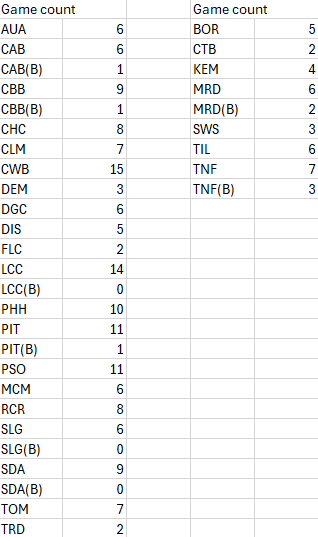 Game count Game count
AUA 6 BOR 5
CAB 6 CTB 2
CAB(B) 1 KEM 4
CBB 9 MRD 6
CBB(B) 1 MRD(B) 2
CHC 8 SWS 3
CLM 7 TIL 6
CWB 15 TNF 7
DEM 3 TNF(B) 3
DGC 6
DIS 5
FLC 2
LCC 14
LCC(B) 0
PHH 10
PIT 11
PIT(B) 1
PSO 11
MCM 6
RCR 8
SLG 6
SLG(B) 0
SDA 9
SDA(B) 0
TOM 7
TRD 2